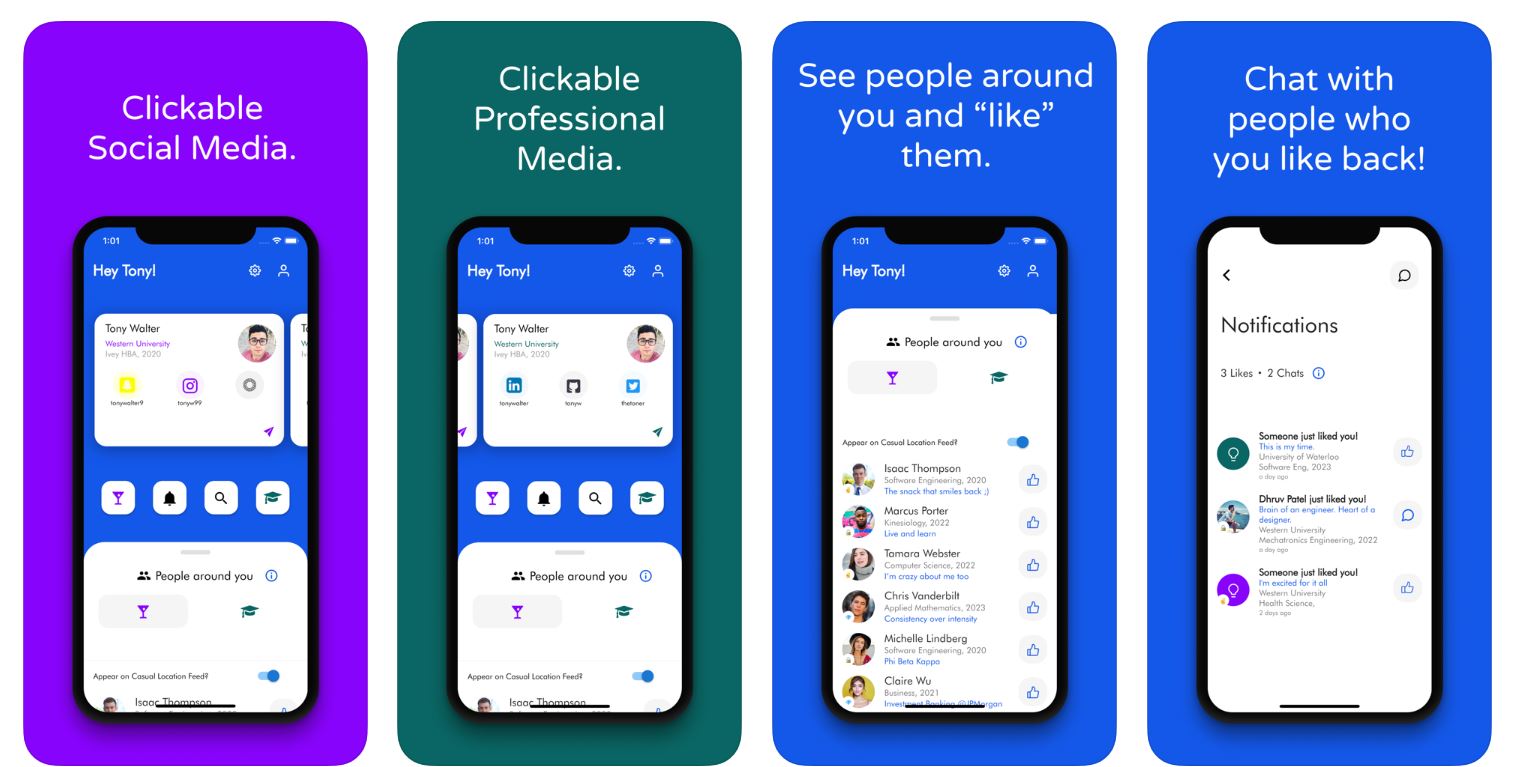 Clickable
Social Media.
1:01
Hey Tony!
Tony Walter
Western University
Ivey HBA, 2020
tonywalter9
tonyw99
People around you
Appear on Casual Location Feed?
Isaac Thompson
Clickable
Professional
Media.
1:01
Hey Tony!
Tony Walter
Western University
Ivey HBA, 2020
tonywalter
tonyw
thetoner
People around you
Appear on Casual Location Feed?
Isaac Thompson
See people around
you and “like”
them.
1:01
Hey Tony!
People around you
Appear on Casual Location Feed?
Isaac Thompson
Software Engineering, 2020
The snack that smiles back ;)
Marcus Porter
Kinesiology, 2022
Live and learn
Tamara Webster
Computer Science, 2022
I'm crazy about me too
Chris Vanderbilt
Applied Mathematics, 2023
Consistency over intensity
Michelle Lindberg
Software Engineering, 2020
Phi Beta Kappa
Claire Wu
Business, 2021
Investment Banking @JPMorgan
Chat with
people who
you like back!
Notifications
3 Likes • 2 Chats
Someone just liked you!
This is my time.
University of Waterloo
Software Eng, 2023
a day ago
Dhruv Patel just liked you!
Brain of an engineer. Heart of a
designer.
Western University
Mechatronics Engineering, 2022
a day ago
Someone just liked you!
I'm excited for it all
Western University
Health Science,
2 days ago